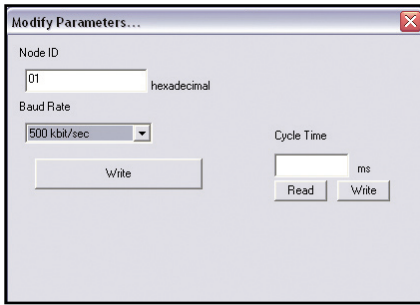 Modify Parameters...
Node ID
01
hexadecimal
Baud Rate
500 kbit/sec
Write
Cycle Time
ms
Read
Write